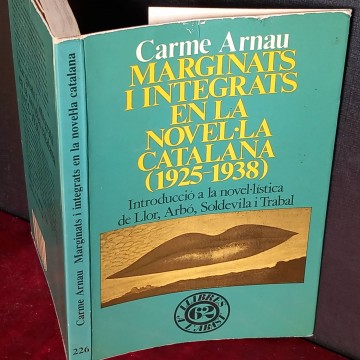 Carme Arnau
MARGINATS
I INTEGRATS
EN LA
NOVEL·LA
CATALANA
(1925-1938)
Introducció a la novel·lística
de Llor, Arbó, Soldevila i Trabal
LLIBRES
62
A L'ABAST
Carme Arnau Marginats i integrats en la novel·la catalana
226